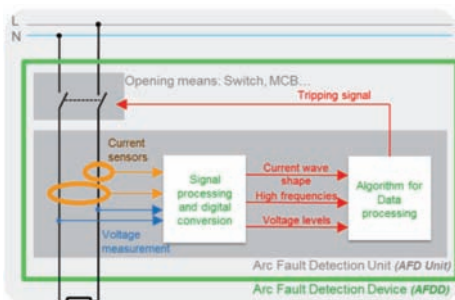 L
N
Opening means: Switch, MCB...
Tripping signal
Current
sensors
Signal
processing
and digital
conversion
Current wave
shape
High frequencies
Voltage levels
Algorithm for
Data
processing
Voltage
measurement
Arc Fault Detection Unit (AFD Unit)
Arc Fault Detection Device (AFDD)